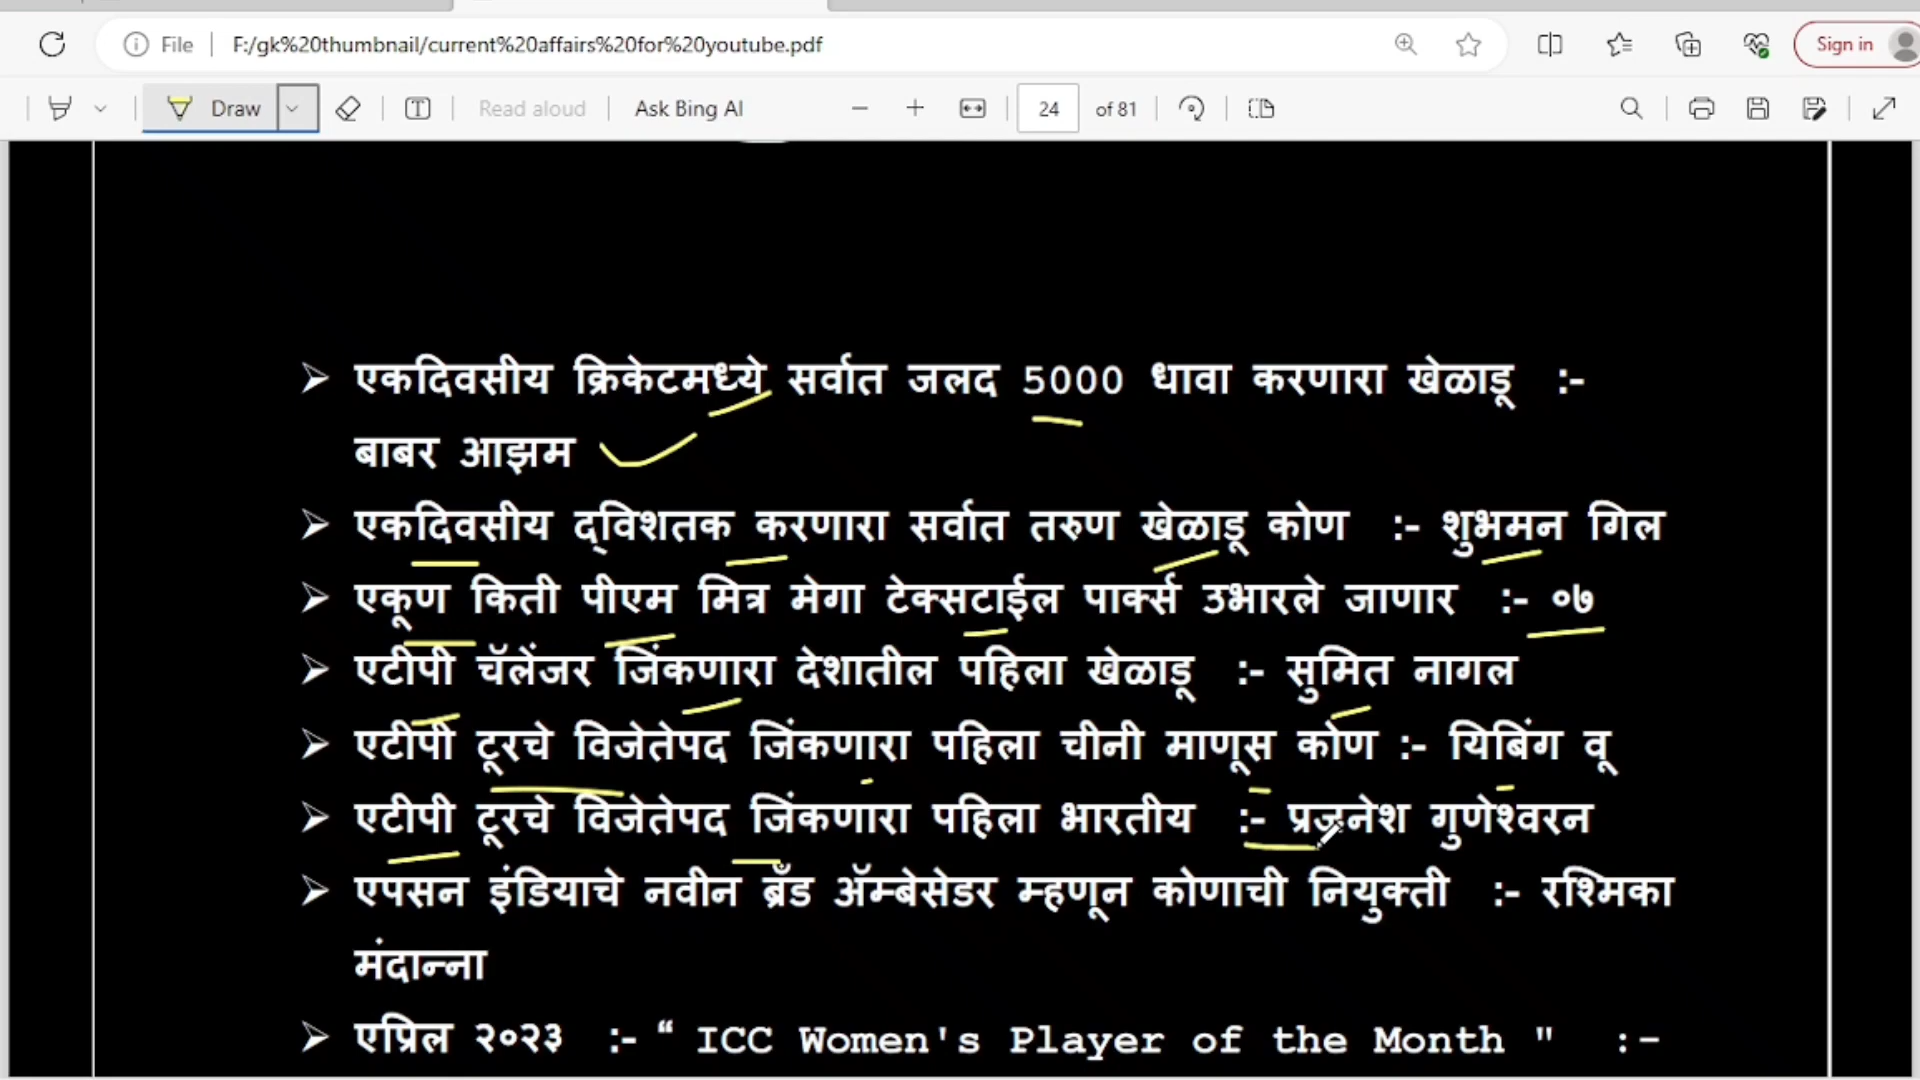 File F:/gk%20thumbnail/current%20affairs%20for%20youtube.pdf Sign in
Draw Read aloud Ask Bing AI 24 of 81
➢ एकदिवसीय क्रिकेटमध्ये सर्वात जलद 5000 धावा करणारा खेळाडू :-
बाबर आझम
➢ एकदिवसीय द्विशतक करणारा सर्वात तरुण खेळाडू कोण :- शुभमन गिल
➢ एकूण किती पीएम मित्र मेगा टेक्सटाईल पार्क्स उभारले जाणार :- ०७
➢ एटीपी चॅलेंजर जिंकणारा देशातील पहिला खेळाडू :- सुमित नागल
➢ एटीपी टूरचे विजेतेपद जिंकणारा पहिला चीनी माणूस कोण :- यिबिंग वू
➢ एटीपी टूरचे विजेतेपद जिंकणारा पहिला भारतीय :- प्रजनेश गुणेश्वरन
➢ एपसन इंडियाचे नवीन ब्रँड ॲम्बेसेडर म्हणून कोणाची नियुक्ती :- रश्मिका
मंदान्ना
➢ एप्रिल २०२३ :- “ ICC Women's Player of the Month " :-